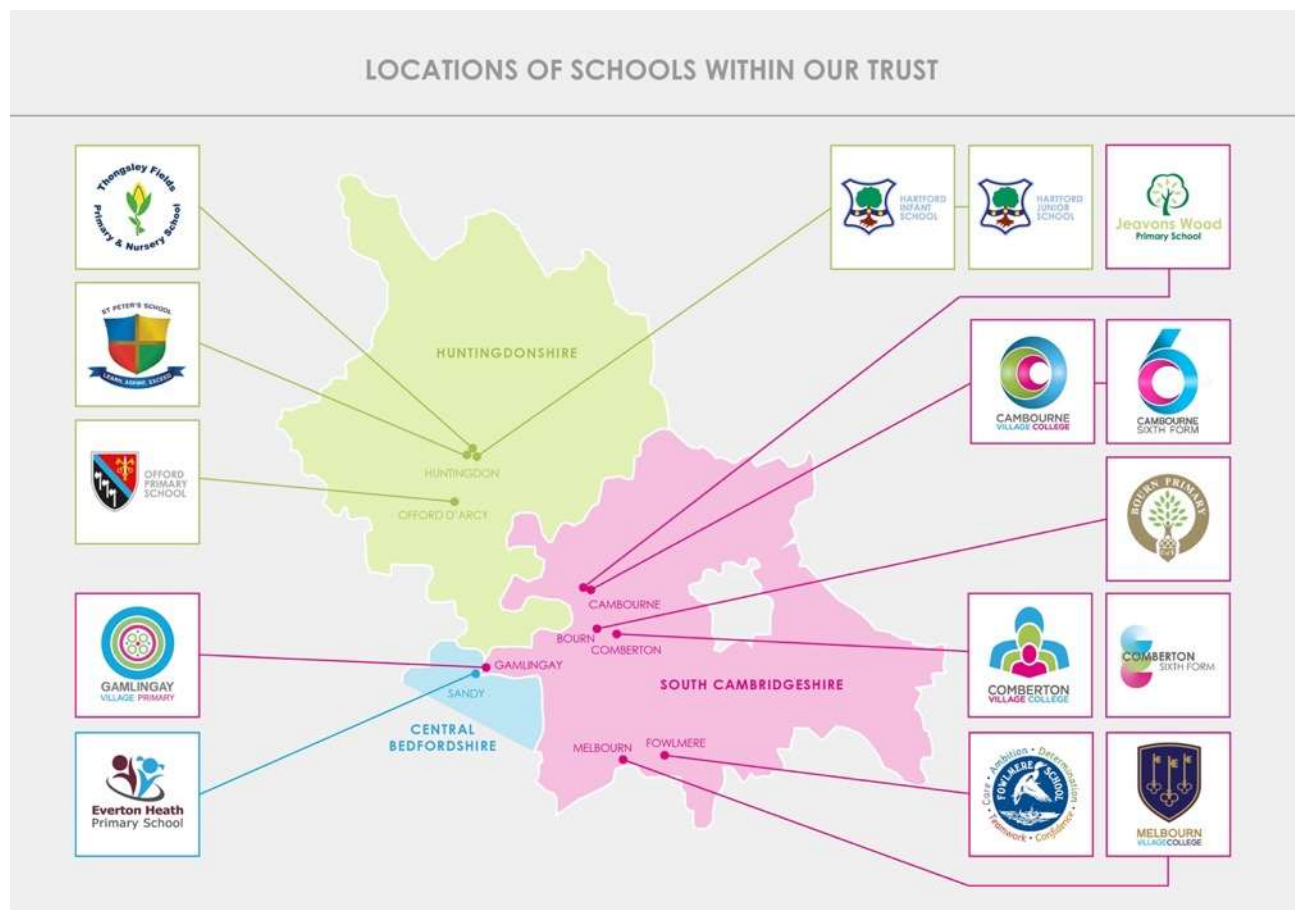 LOCATIONS OF SCHOOLS WITHIN OUR TRUST
Thongsley Fields
Primary & Nursery School
ST PETER'S SCHOOL
LEARN, ASPIRE, EXCEED
OFFORD
PRIMARY
SCHOOL
GAMLINGAY
VILLAGE PRIMARY
Everton Heath
Primary School
HUNTINGDONSHIRE
HUNTINGDON
OFFORD D'ARCY
CAMBOURNE
BOURN
COMBERTON
GAMLINGAY
SANDY
SOUTH CAMBRIDGESHIRE
CENTRAL
BEDFORDSHIRE
MELBOURN
FOWLMERE
HARTFORD
INFANT
SCHOOL
HARTFORD
JUNIOR
SCHOOL
Jeavons Wood
Primary School
CAMBOURNE
VILLAGE COLLEGE
6
CAMBOURNE
SIXTH FORM
BOURN PRIMARY
COMBERTON
VILLAGE COLLEGE
COMBERTON
SIXTH FORM
Care • Ambition • Determination
FOWLMERE SCHOOL
Teamwork • Confidence
MELBOURN
VILLAGECOLLEGE